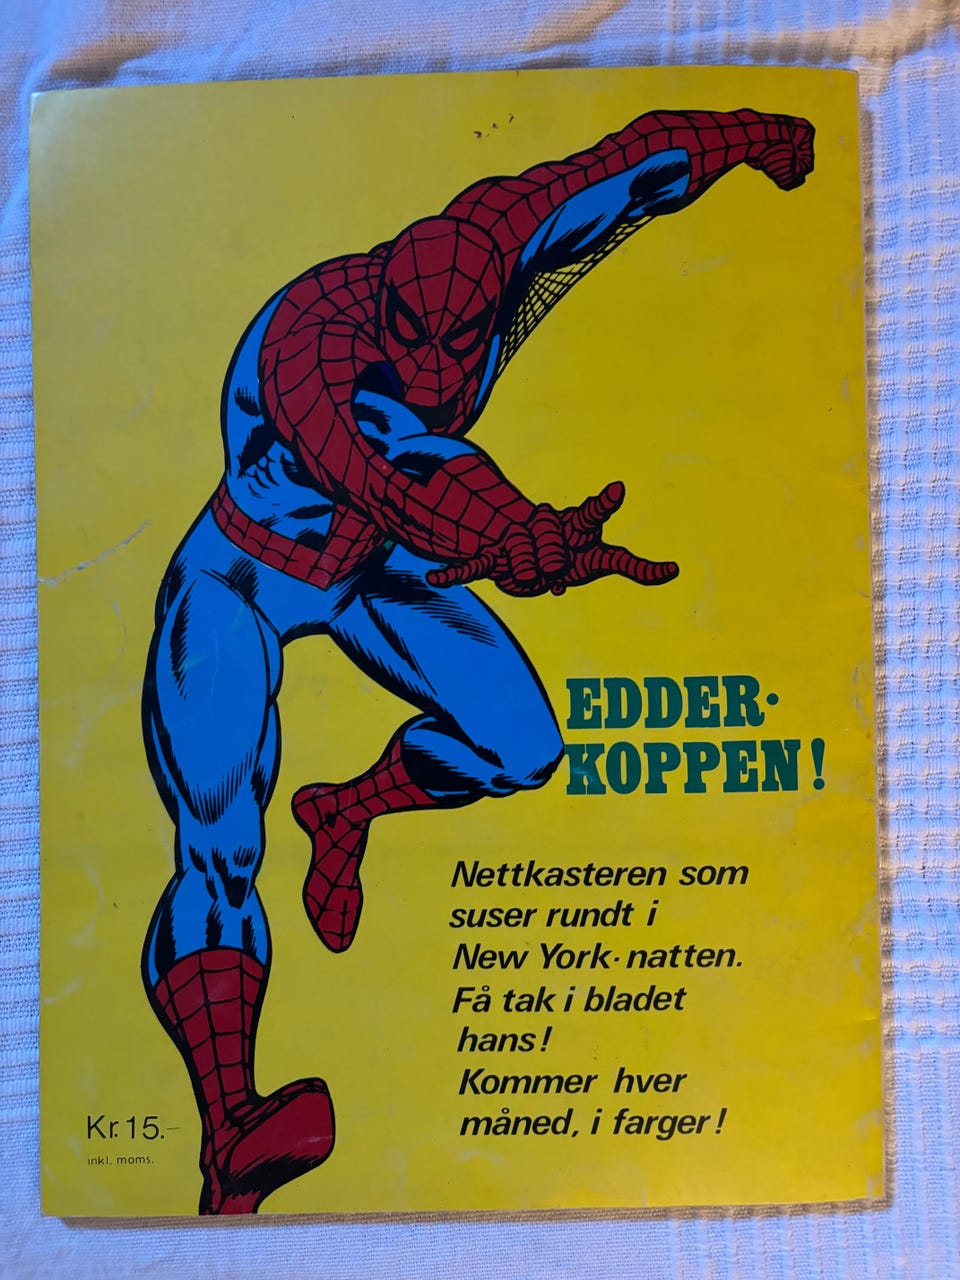 EDDER-
KOPPEN!
Nettkasteren som
suser rundt i
New York-natten.
Få tak i bladet
hans!
Kommer hver
måned, i farger!
Kr. 15.–
inkl. moms.